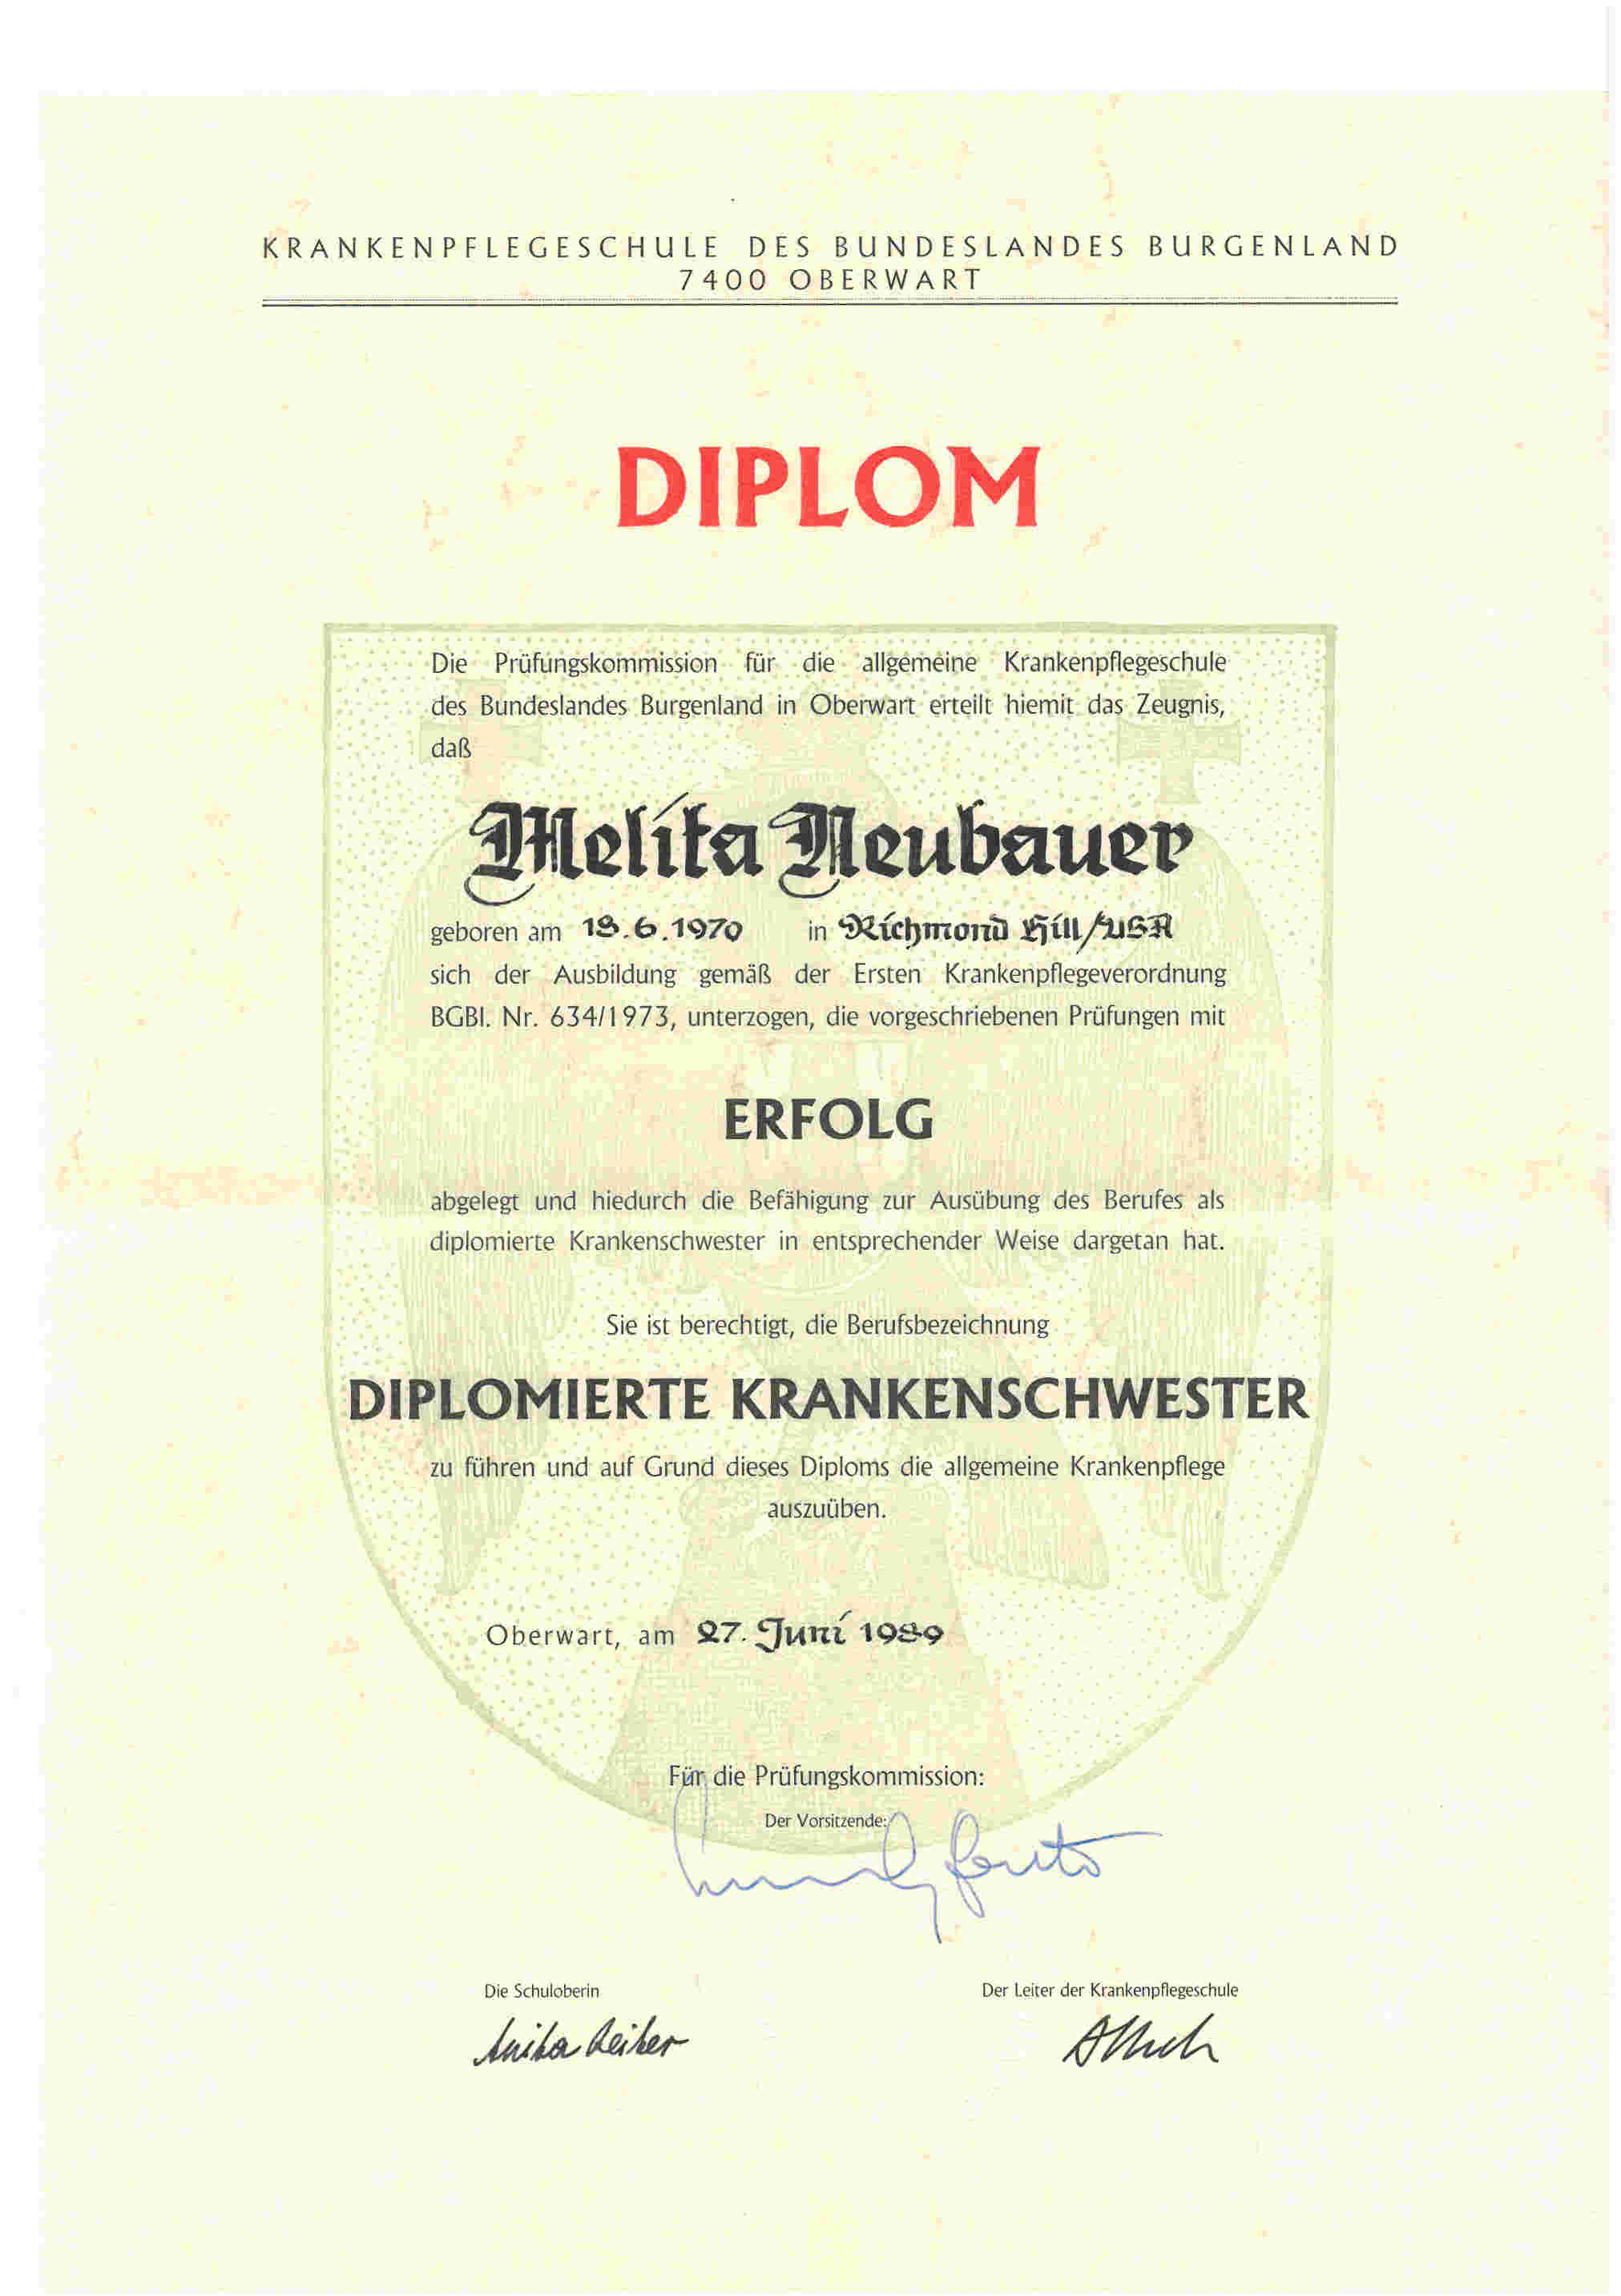 KRANKENPFLEGESCHULE DES BUNDESLANDES BURGENLAND
7400 OBERWART
DIPLOM
Die Prüfungskommission für die allgemeine Krankenpflegeschule
des Bundeslandes Burgenland in Oberwart erteilt hiemit das Zeugnis,
daß
Melita Neubauer
geboren am 18.6.1970 in Richmond Hill/USA
sich der Ausbildung gemäß der Ersten Krankenpflegeverordnung
BGBl. Nr. 634/1973, unterzogen, die vorgeschriebenen Prüfungen mit
ERFOLG
abgelegt und hiedurch die Befähigung zur Ausübung des Berufes als
diplomierte Krankenschwester in entsprechender Weise dargetan hat.
Sie ist berechtigt, die Berufsbezeichnung
DIPLOMIERTE KRANKENSCHWESTER
zu führen und auf Grund dieses Diploms die allgemeine Krankenpflege
auszuüben.
Oberwart, am 27. Juni 1989
Für die Prüfungskommission:
Der Vorsitzende:
Die Schuloberin
Der Leiter der Krankenpflegeschule